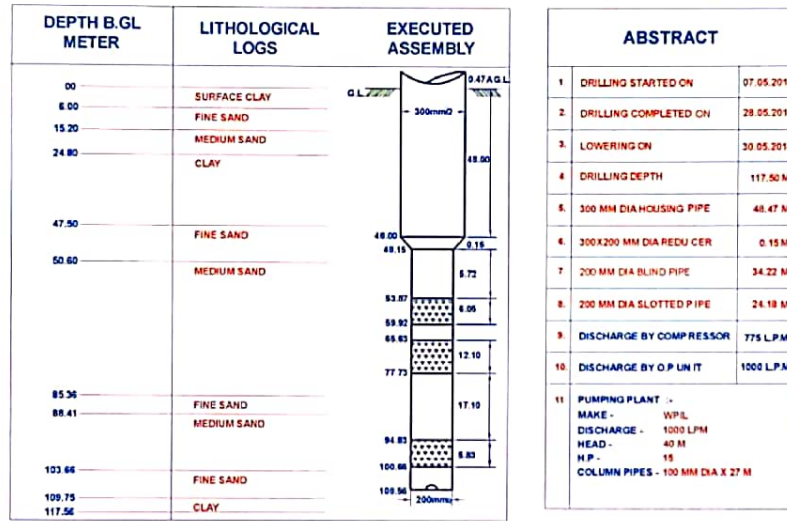 DEPTH B.GL
METER
LITHOLOGICAL
LOGS
EXECUTED
ASSEMBLY
00
SURFACE CLAY
6.00
FINE SAND
15.20
MEDIUM SAND
24.80
CLAY
47.50
FINE SAND
50.60
MEDIUM SAND
85.36
FINE SAND
88.41
MEDIUM SAND
103.66
FINE SAND
109.75
CLAY
117.56
0.47 A.G.L.
G.L.
300mmΩ
48.00
48.00
48.15
0.15
5.72
53.87
6.05
59.92
65.63
12.10
77.73
17.10
94.83
5.83
100.66
109.56
200mmø
ABSTRACT
1 DRILLING STARTED ON 07.05.201
2. DRILLING COMPLETED ON 28.05.201
3. LOWERING ON 30.05.201
4 DRILLING DEPTH 117.50 M
5. 300 MM DIA HOUSING PIPE 48.47 M
6. 300X200 MM DIA REDU CER 0.15 M
7 200 MM DIA BLIND PIPE 34.22 M
8. 200 MM DIA SLOTTED PIPE 24.18 M
9. DISCHARGE BY COMPRESSOR 775 L.P.M
10. DISCHARGE BY O.P UN IT 1000 L.P.M
11 PUMPING PLANT :-
MAKE - WPIL
DISCHARGE - 1000 LPM
HEAD - 40 M
H.P - 15
COLUMN PIPES - 100 MM DIA X 27 M